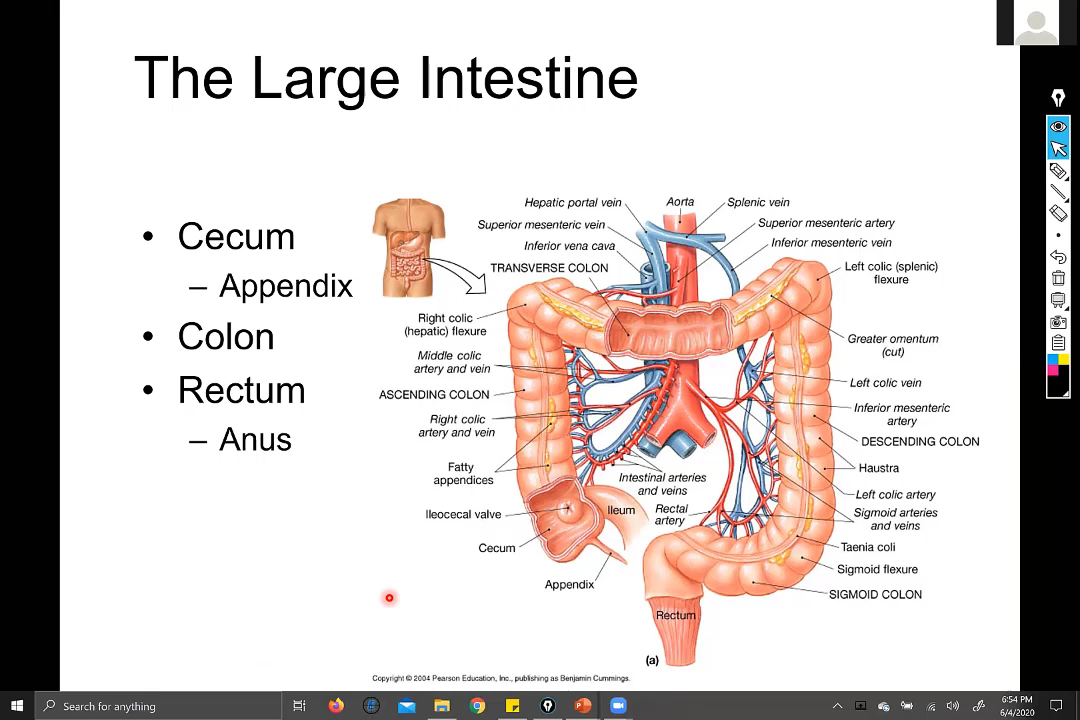 The Large Intestine
• Cecum
– Appendix
• Colon
• Rectum
– Anus
Hepatic portal vein
Aorta
Splenic vein
Superior mesenteric vein
Superior mesenteric artery
Inferior vena cava
Inferior mesenteric vein
TRANSVERSE COLON
Left colic (splenic)
flexure
Right colic
(hepatic) flexure
Greater omentum
(cut)
Middle colic
artery and vein
Left colic vein
ASCENDING COLON
Inferior mesenteric
artery
Right colic
artery and vein
DESCENDING COLON
Haustra
Fatty
appendices
Intestinal arteries
and veins
Left colic artery
Ileocecal valve
Ileum
Rectal
artery
Sigmoid arteries
and veins
Cecum
Taenia coli
Sigmoid flexure
Appendix
SIGMOID COLON
Rectum
(a)
Copyright © 2004 Pearson Education, Inc., publishing as Benjamin Cummings.
Search for anything
6:54 PM
6/4/2020